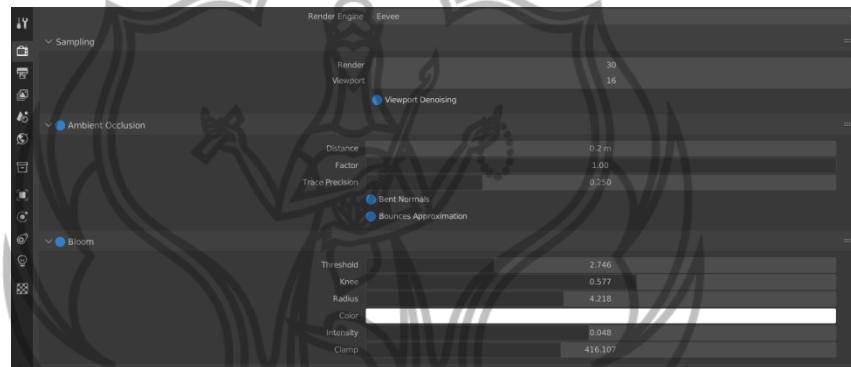 Render Engine Eevee
Sampling
Render 30
Viewport 16
Viewport Denoising
Ambient Occlusion
Distance 0.2 m
Factor 1.00
Trace Precision 0.250
Bent Normals
Bounces Approximation
Bloom
Threshold 2.746
Knee 0.577
Radius 4.218
Color
Intensity 0.048
Clamp 416.107